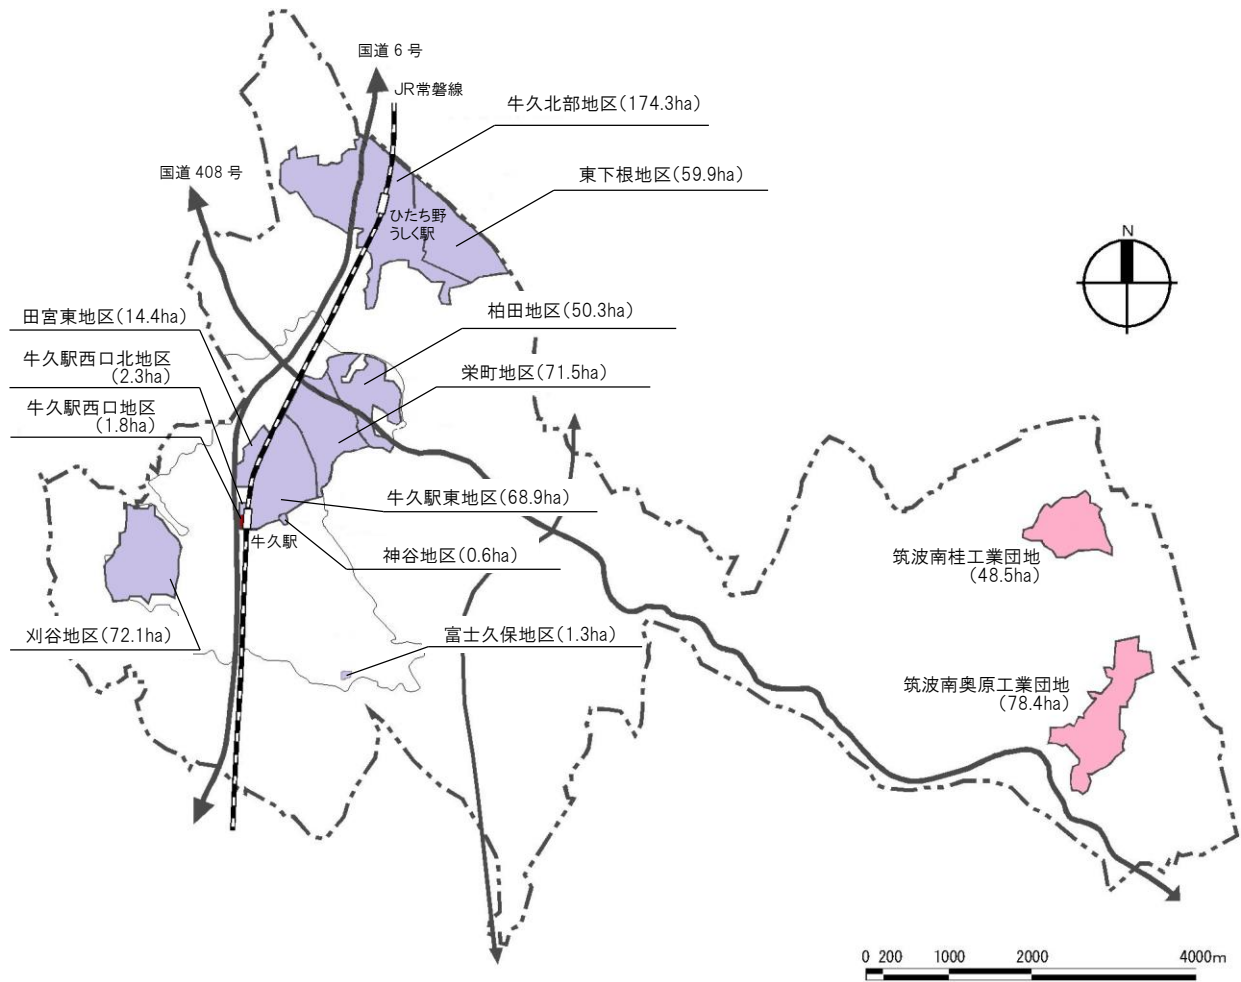 国道 6 号
JR常磐線
牛久北部地区(174.3ha)
国道 408 号
東下根地区(59.9ha)
ひたち野
うしく駅
N
田宮東地区(14.4ha)
柏田地区(50.3ha)
牛久駅西口北地区
(2.3ha)
栄町地区(71.5ha)
牛久駅西口地区
(1.8ha)
牛久駅東地区(68.9ha)
牛久駅
神谷地区(0.6ha)
筑波南桂工業団地
(48.5ha)
刈谷地区(72.1ha)
富士久保地区(1.3ha)
筑波南奥原工業団地
(78.4ha)
0 200 1000 2000 4000m